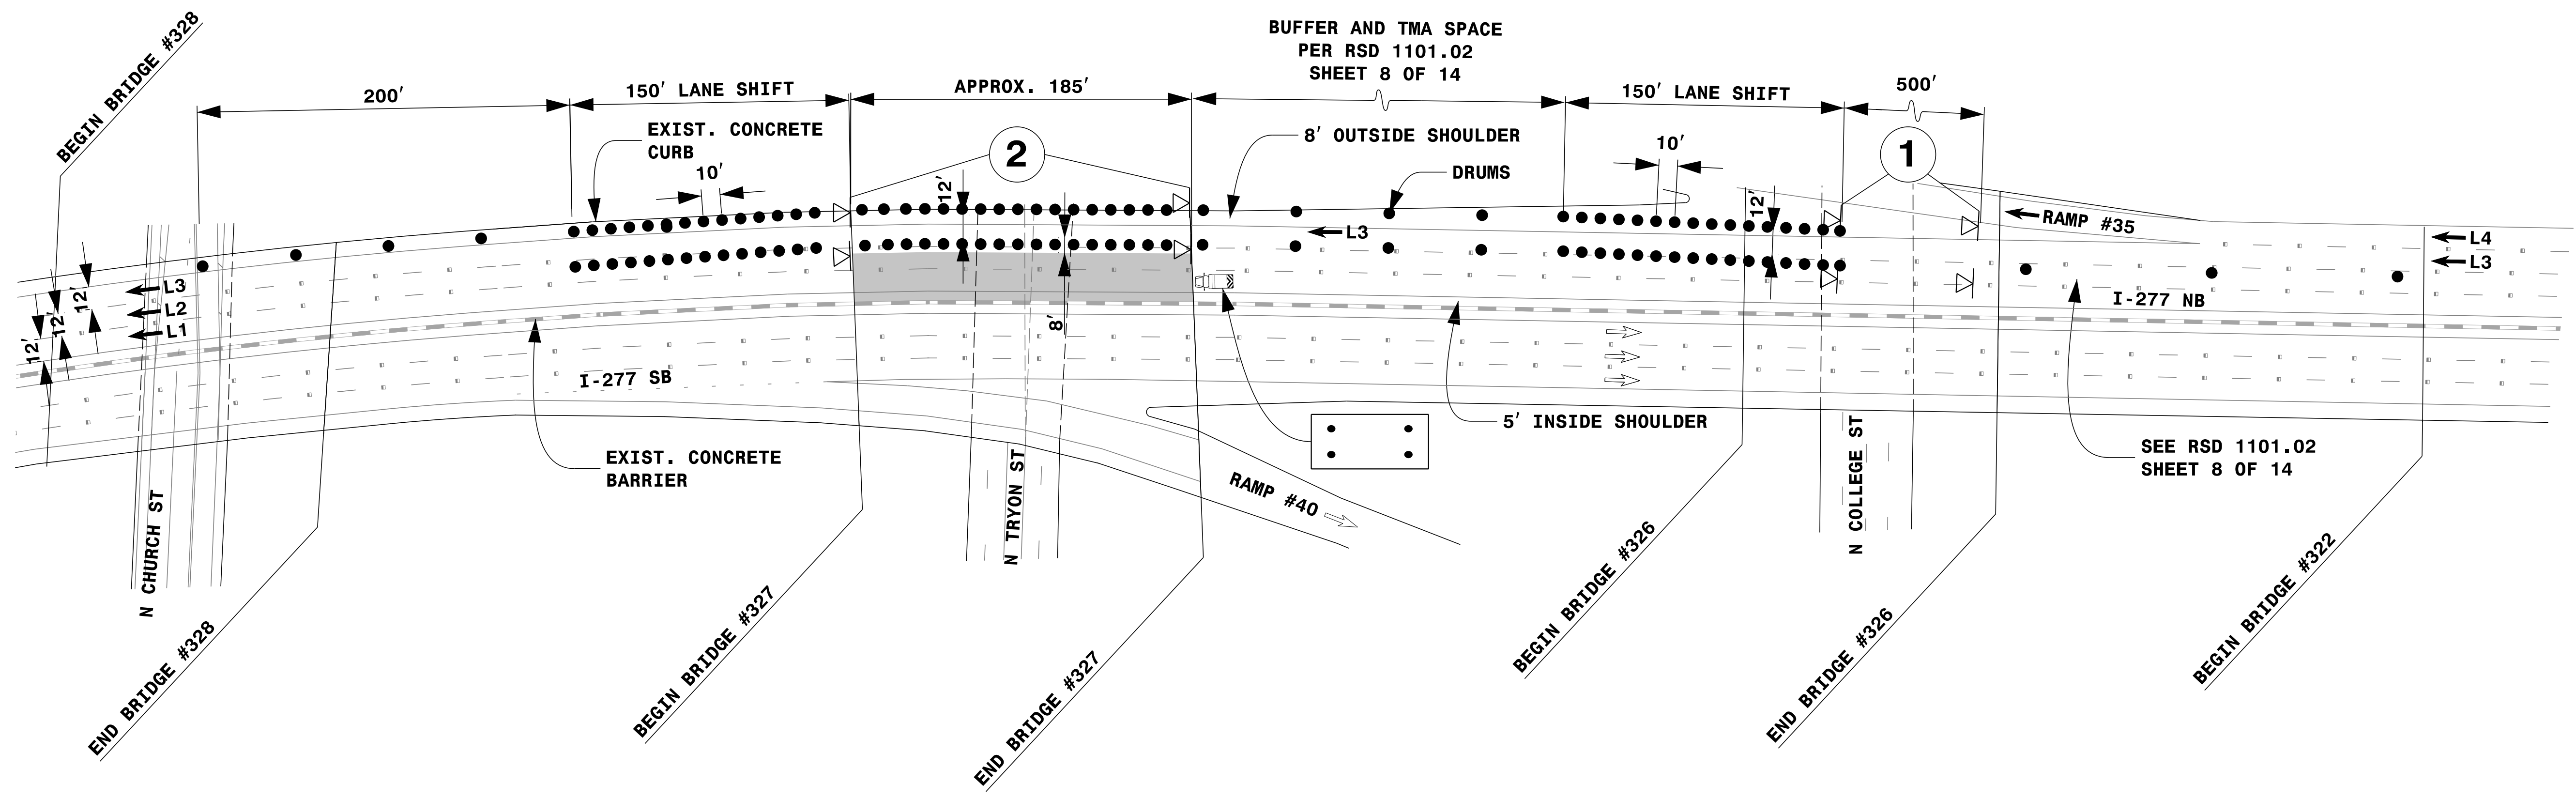 BEGIN BRIDGE #328
BUFFER AND TMA SPACE
PER RSD 1101.02
SHEET 8 OF 14
200'
150' LANE SHIFT
APPROX. 185'
150' LANE SHIFT
500'
EXIST. CONCRETE
CURB
10'
2
12'
8' OUTSIDE SHOULDER
DRUMS
10'
1
12'
RAMP #35
L3
L4
L3
12'
12'
12'
L3
L2
L1
8'
I-277 NB
I-277 SB
5' INSIDE SHOULDER
EXIST. CONCRETE
BARRIER
RAMP #40
SEE RSD 1101.02
SHEET 8 OF 14
N CHURCH ST
N TRYON ST
N COLLEGE ST
END BRIDGE #328
BEGIN BRIDGE #327
END BRIDGE #327
BEGIN BRIDGE #326
END BRIDGE #326
BEGIN BRIDGE #322